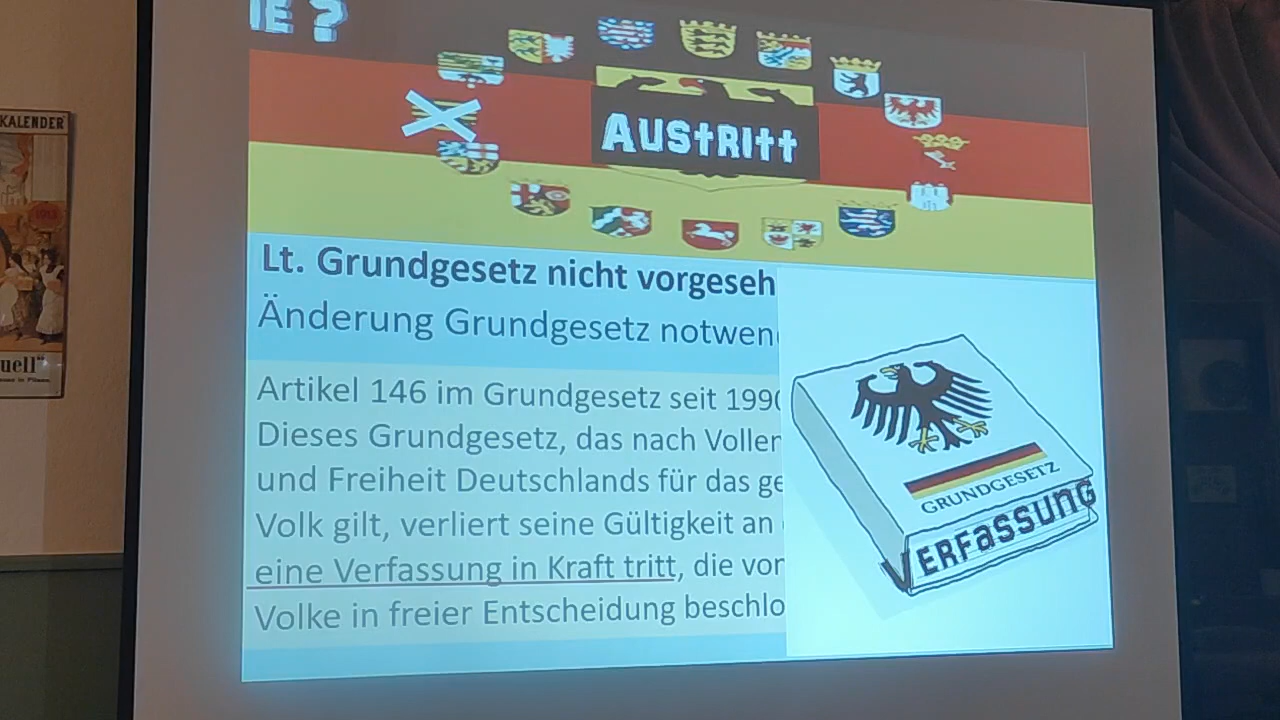 IE ?
KALENDER
AUStRItt
Lt. Grundgesetz nicht vorgeseh
Änderung Grundgesetz notwen
Artikel 146 im Grundgesetz seit 199
Dieses Grundgesetz, das nach Voller
und Freiheit Deutschlands für das ge
Volk gilt, verliert seine Gültigkeit an
eine Verfassung in Kraft tritt, die vor
Volke in freier Entscheidung beschlo
GRUNDGESETZ
VERFaSSUNG
uell"